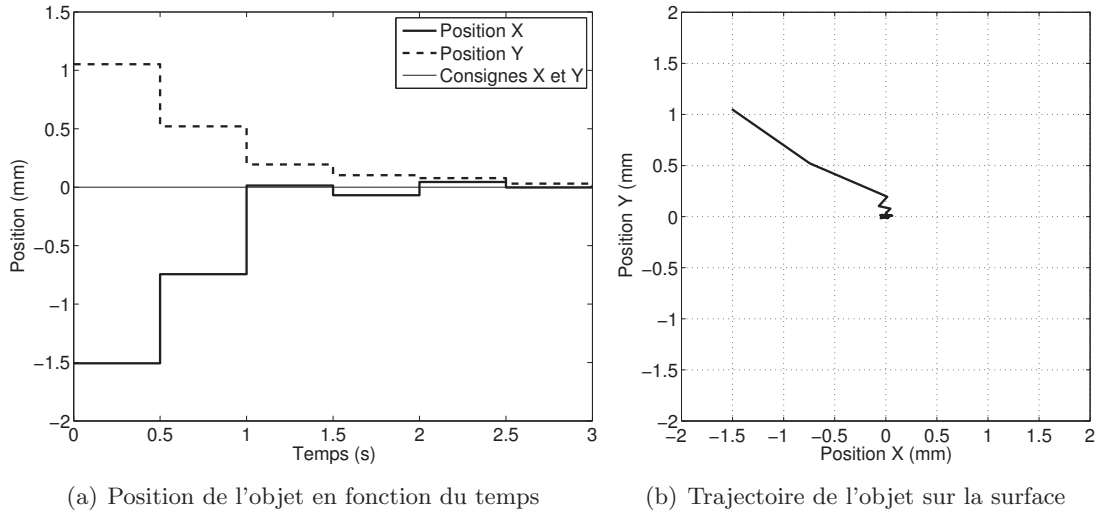 1.5
1
0.5
0
−0.5
−1
−1.5
−2
Position (mm)
0 0.5 1 1.5 2 2.5 3
Temps (s)
Position X
Position Y
Consignes X et Y
(a) Position de l'objet en fonction du temps
2
1.5
1
0.5
0
−0.5
−1
−1.5
−2
Position Y (mm
−2 −1.5 −1 −0.5 0 0.5 1 1.5 2
Position X (mm)
(b) Trajectoire de l'objet sur la surface